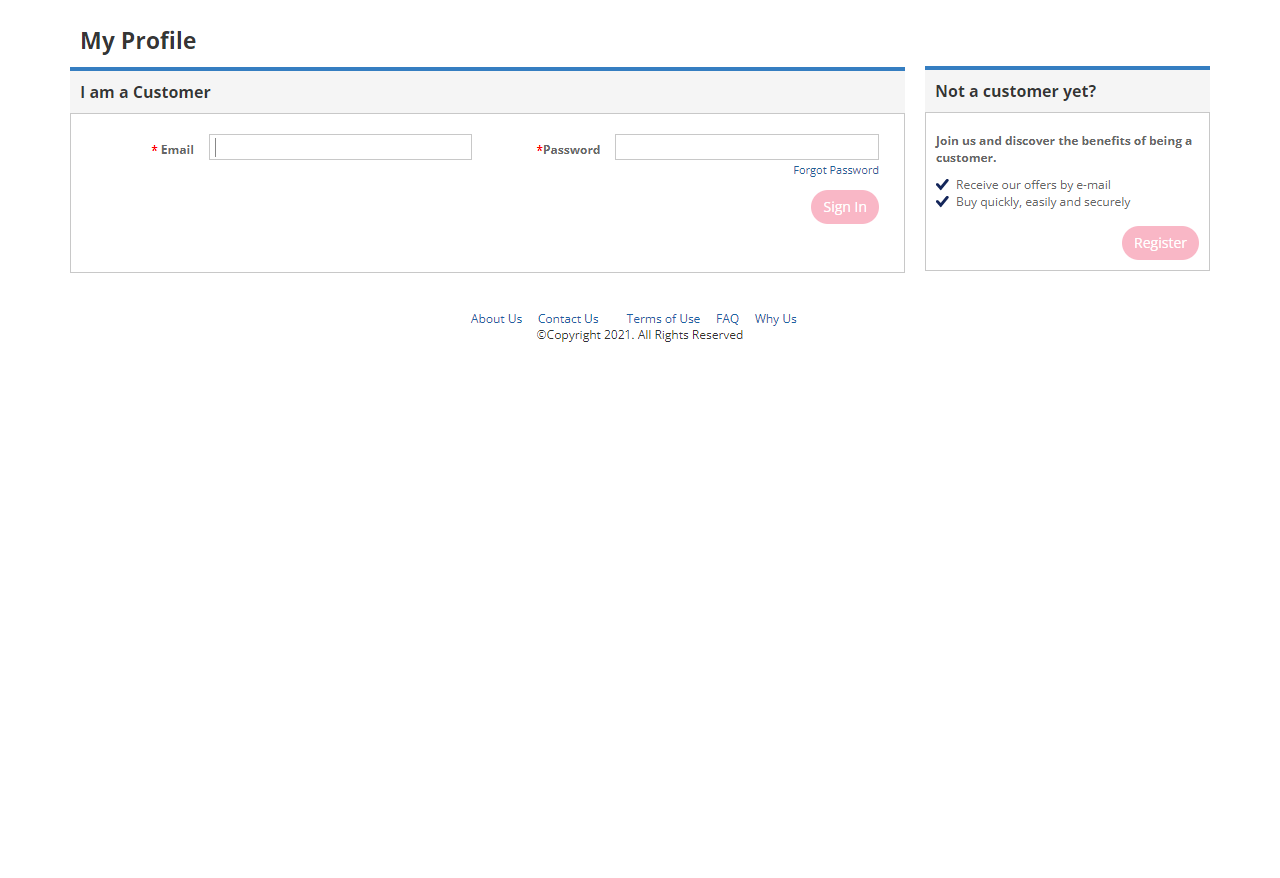 My Profile
I am a Customer
* Email
*Password
Forgot Password
Sign In
Not a customer yet?
Join us and discover the benefits of being a
customer.
Receive our offers by e-mail
Buy quickly, easily and securely
Register
About Us Contact Us Terms of Use FAQ Why Us
©Copyright 2021. All Rights Reserved